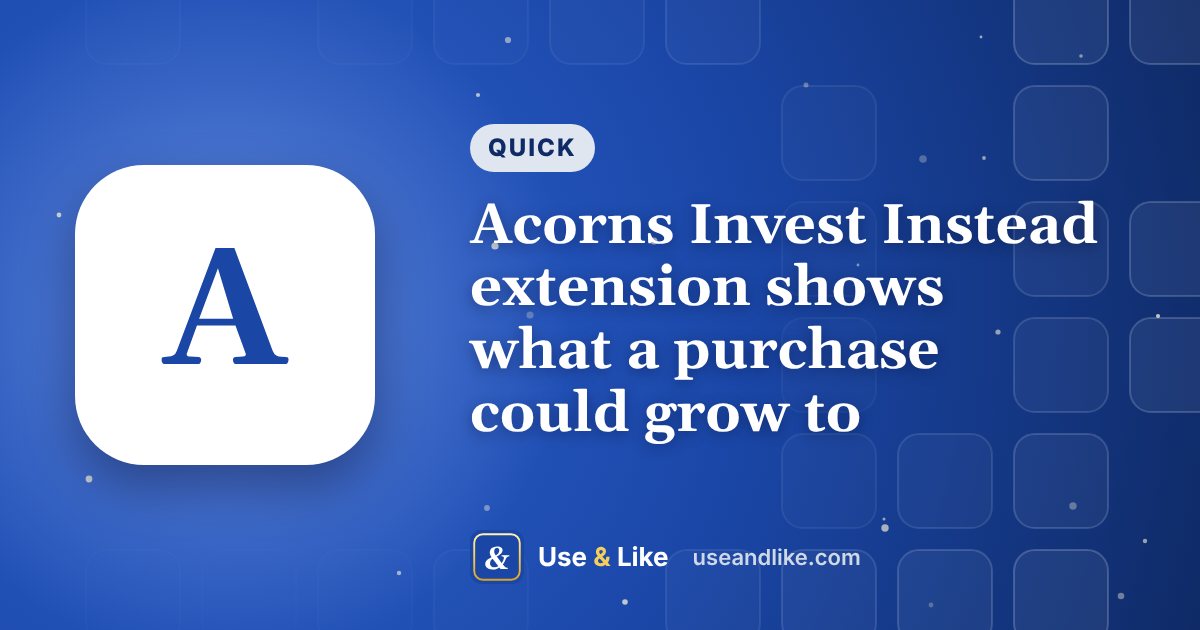 A
QUICK
Acorns Invest Instead
extension shows
what a purchase
could grow to
& Use & Like useandlike.com